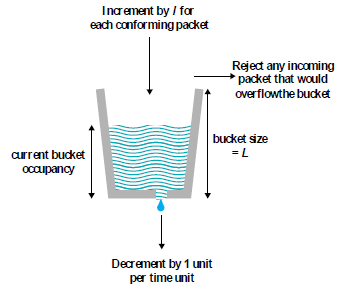 Increment by I for
each conforming packet
Reject any incoming
packet that would
overflowthe bucket
bucket size
= L
current bucket
occupancy
Decrement by 1 unit
per time unit